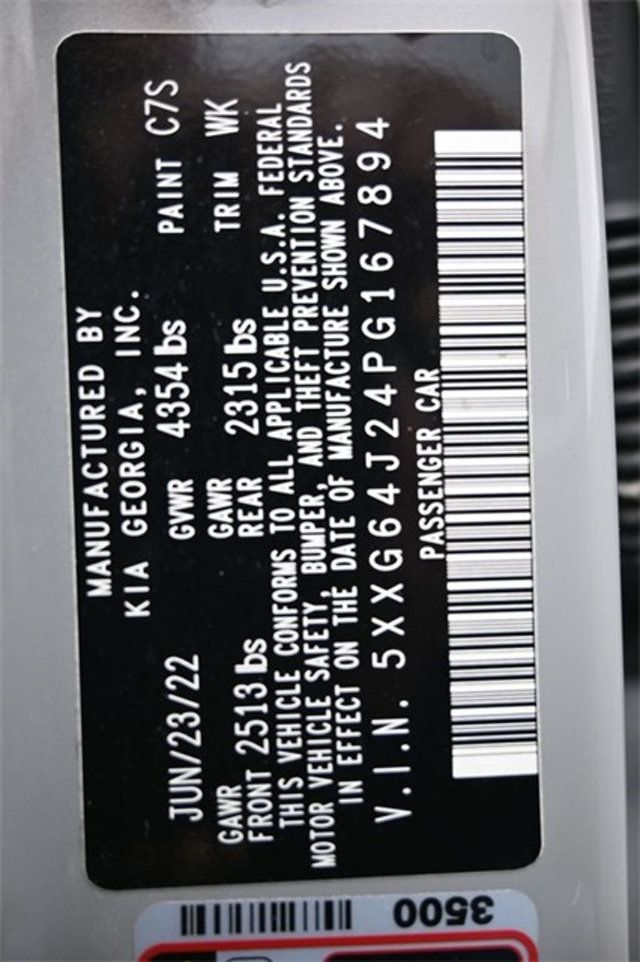 MANUFACTURED BY
KIA GEORGIA, INC.
JUN/23/22 GVWR 4354 lbs PAINT C7S
GAWR FRONT 2513 lbs GAWR REAR 2315 lbs TRIM WK
THIS VEHICLE CONFORMS TO ALL APPLICABLE U.S.A. FEDERAL
MOTOR VEHICLE SAFETY, BUMPER, AND THEFT PREVENTION STANDARDS
IN EFFECT ON THE DATE OF MANUFACTURE SHOWN ABOVE.
V.I.N. 5XXG64J24PG167894
PASSENGER CAR
3500